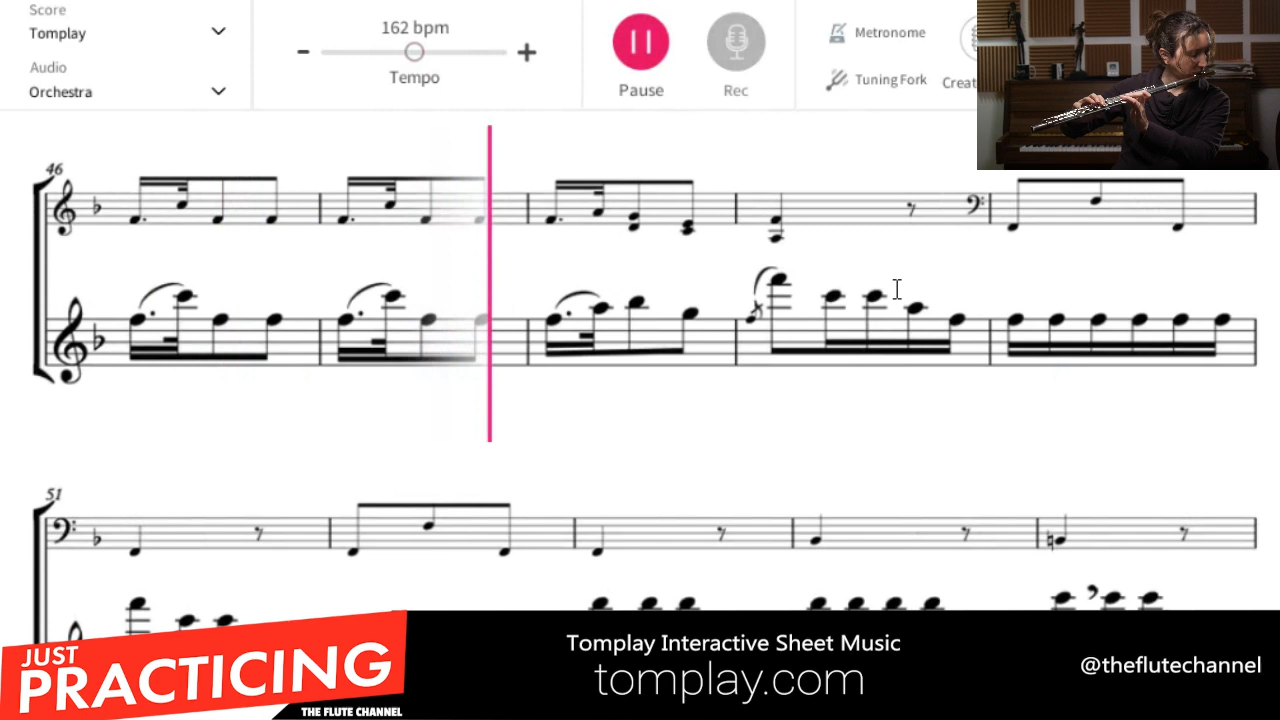 Score
Tomplay
Audio
Orchestra
162 bpm
- +
Tempo
Pause
Rec
Metronome
Tuning Fork
Creat
46
51
JUST
PRACTICING
THE FLUTE CHANNEL
Tomplay Interactive Sheet Music
tomplay.com
@theflutechannel